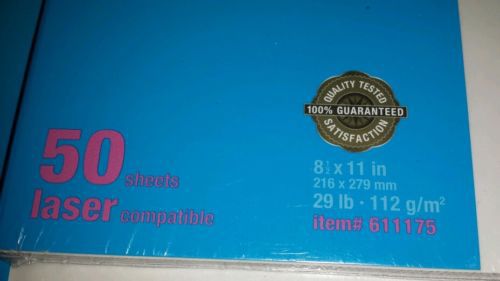 QUALITY TESTED
100% GUARANTEED
SATISFACTION
50 sheets
laser compatible
8½ x 11 in
216 x 279 mm
29 lb · 112 g/m²
item# 611175